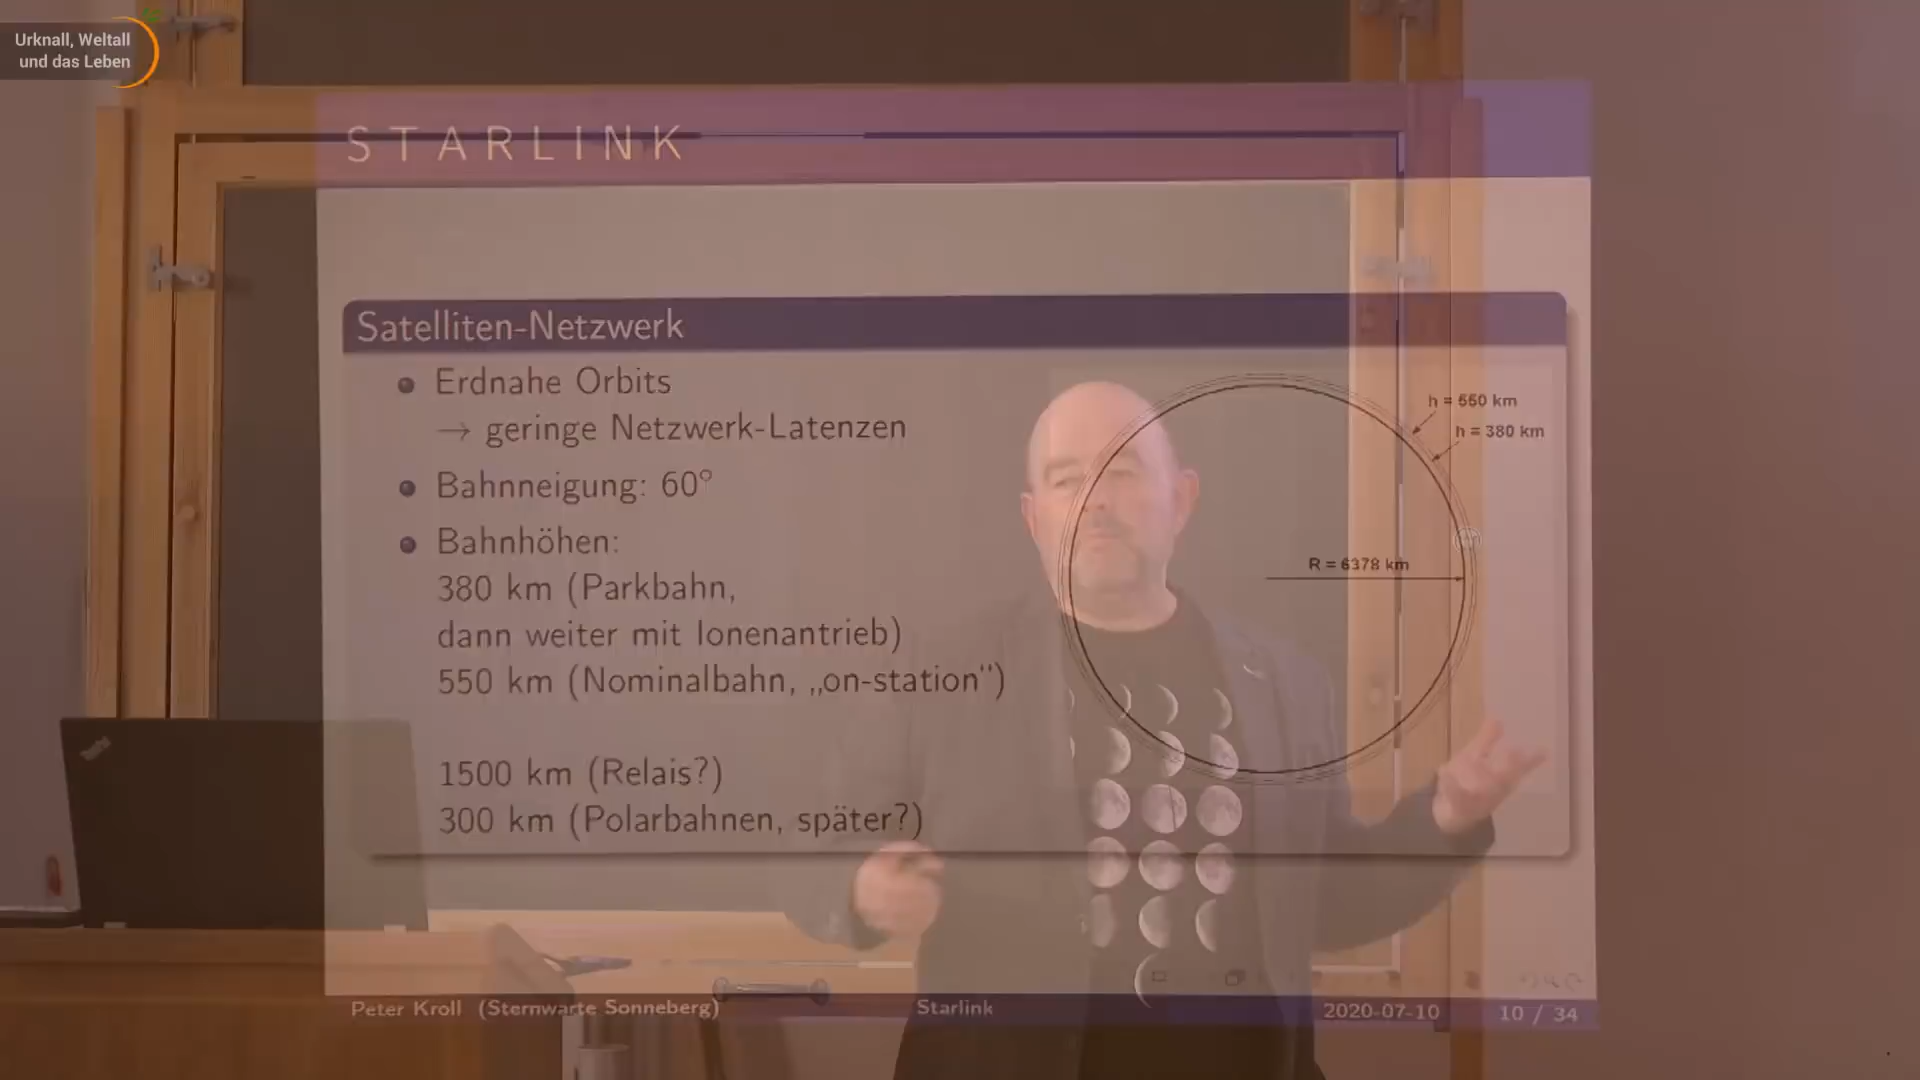 Urknall, Weltall
und das Leben
STARLINK
Satelliten-Netzwerk
Erdnahe Orbits
→ geringe Netzwerk-Latenzen
Bahnneigung: 60°
Bahnhöhen:
380 km (Parkbahn,
dann weiter mit Ionenantrieb)
550 km (Nominalbahn, „on-station“)
1500 km (Relais?)
300 km (Polarbahnen, später?)
h = 550 km
h = 380 km
R = 6378 km
Peter Kroll (Sternwarte Sonneberg)
Starlink
2020-07-10
10 / 34